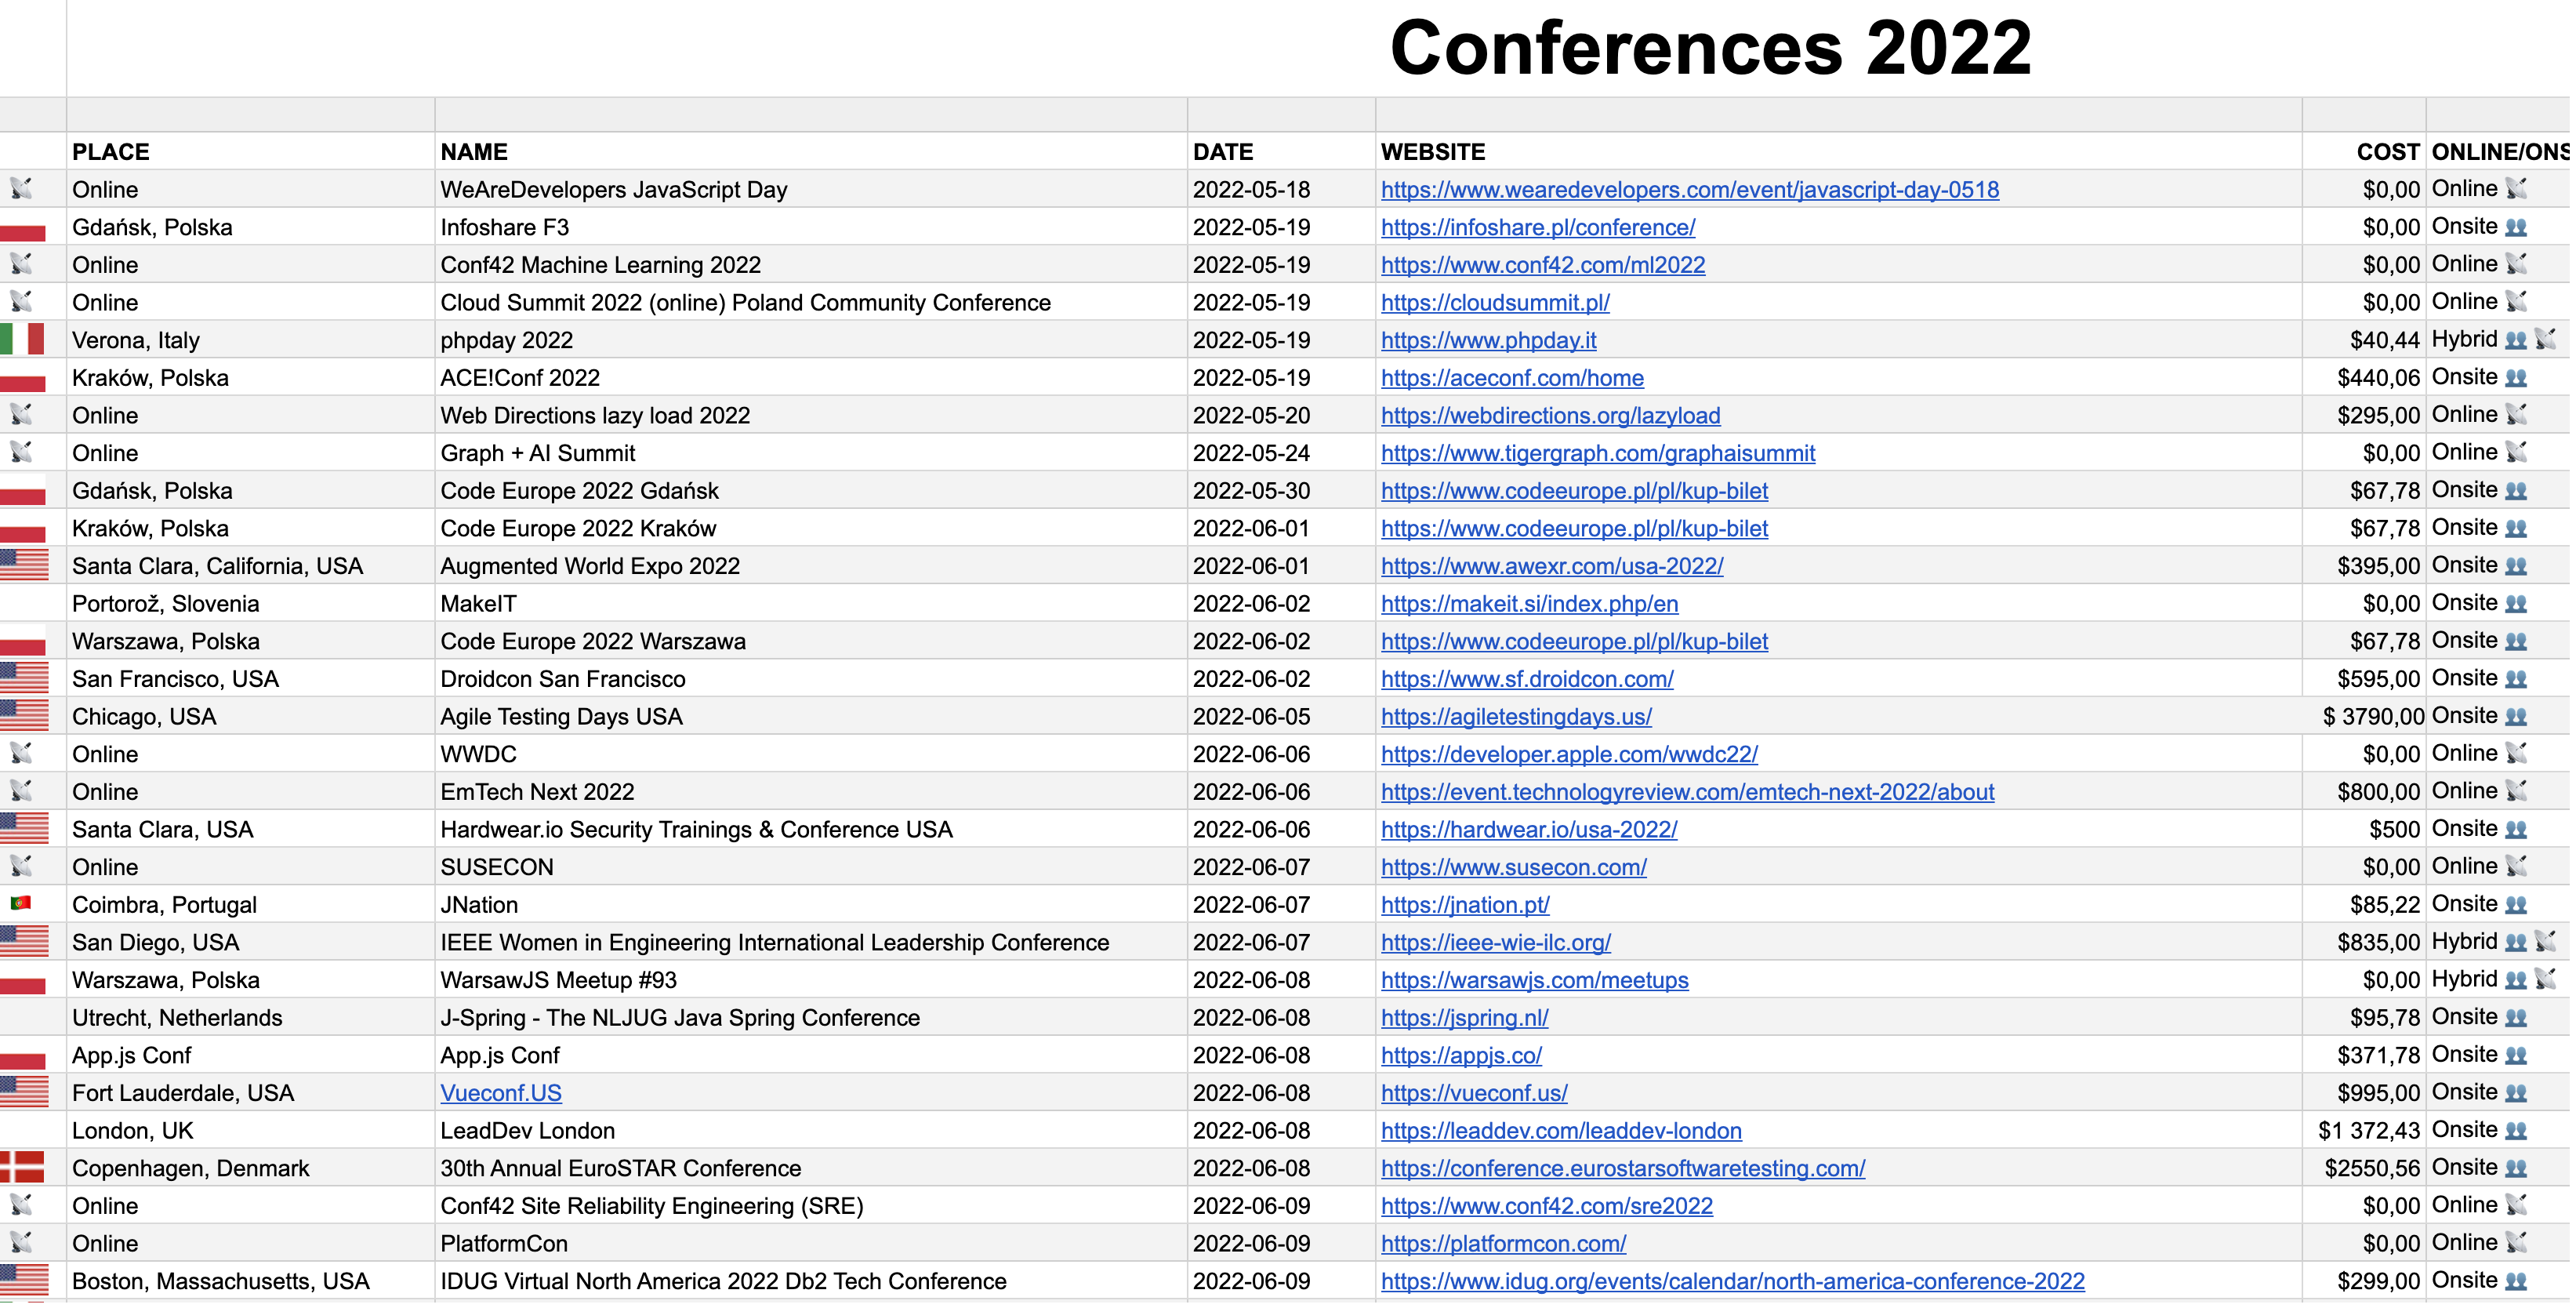 Conferences 2022
PLACE NAME DATE WEBSITE COST ONLINE/ONS
Online WeAreDevelopers JavaScript Day 2022-05-18 https://www.wearedevelopers.com/event/javascript-day-0518 $0,00 Online
Gdańsk, Polska Infoshare F3 2022-05-19 https://infoshare.pl/conference/ $0,00 Onsite
Online Conf42 Machine Learning 2022 2022-05-19 https://www.conf42.com/ml2022 $0,00 Online
Online Cloud Summit 2022 (online) Poland Community Conference 2022-05-19 https://cloudsummit.pl/ $0,00 Online
Verona, Italy phpday 2022 2022-05-19 https://www.phpday.it $40,44 Hybrid
Kraków, Polska ACE!Conf 2022 2022-05-19 https://aceconf.com/home $440,06 Onsite
Online Web Directions lazy load 2022 2022-05-20 https://webdirections.org/lazyload $295,00 Online
Online Graph + AI Summit 2022-05-24 https://www.tigergraph.com/graphaisummit $0,00 Online
Gdańsk, Polska Code Europe 2022 Gdańsk 2022-05-30 https://www.codeeurope.pl/pl/kup-bilet $67,78 Onsite
Kraków, Polska Code Europe 2022 Kraków 2022-06-01 https://www.codeeurope.pl/pl/kup-bilet $67,78 Onsite
Santa Clara, California, USA Augmented World Expo 2022 2022-06-01 https://www.awexr.com/usa-2022/ $395,00 Onsite
Portorož, Slovenia MakeIT 2022-06-02 https://makeit.si/index.php/en $0,00 Onsite
Warszawa, Polska Code Europe 2022 Warszawa 2022-06-02 https://www.codeeurope.pl/pl/kup-bilet $67,78 Onsite
San Francisco, USA Droidcon San Francisco 2022-06-02 https://www.sf.droidcon.com/ $595,00 Onsite
Chicago, USA Agile Testing Days USA 2022-06-05 https://agiletestingdays.us/ $ 3790,00 Onsite
Online WWDC 2022-06-06 https://developer.apple.com/wwdc22/ $0,00 Online
Online EmTech Next 2022 2022-06-06 https://event.technologyreview.com/emtech-next-2022/about $800,00 Online
Santa Clara, USA Hardwear.io Security Trainings & Conference USA 2022-06-06 https://hardwear.io/usa-2022/ $500 Onsite
Online SUSECON 2022-06-07 https://www.susecon.com/ $0,00 Online
Coimbra, Portugal JNation 2022-06-07 https://jnation.pt/ $85,22 Onsite
San Diego, USA IEEE Women in Engineering International Leadership Conference 2022-06-07 https://ieee-wie-ilc.org/ $835,00 Hybrid
Warszawa, Polska WarsawJS Meetup #93 2022-06-08 https://warsawjs.com/meetups $0,00 Hybrid
Utrecht, Netherlands J-Spring - The NLJUG Java Spring Conference 2022-06-08 https://jspring.nl/ $95,78 Onsite
App.js Conf App.js Conf 2022-06-08 https://appjs.co/ $371,78 Onsite
Fort Lauderdale, USA Vueconf.US 2022-06-08 https://vueconf.us/ $995,00 Onsite
London, UK LeadDev London 2022-06-08 https://leaddev.com/leaddev-london $1 372,43 Onsite
Copenhagen, Denmark 30th Annual EuroSTAR Conference 2022-06-08 https://conference.eurostarsoftwaretesting.com/ $2550,56 Onsite
Online Conf42 Site Reliability Engineering (SRE) 2022-06-09 https://www.conf42.com/sre2022 $0,00 Online
Online PlatformCon 2022-06-09 https://platformcon.com/ $0,00 Online
Boston, Massachusetts, USA IDUG Virtual North America 2022 Db2 Tech Conference 2022-06-09 https://www.idug.org/events/calendar/north-america-conference-2022 $299,00 Onsite